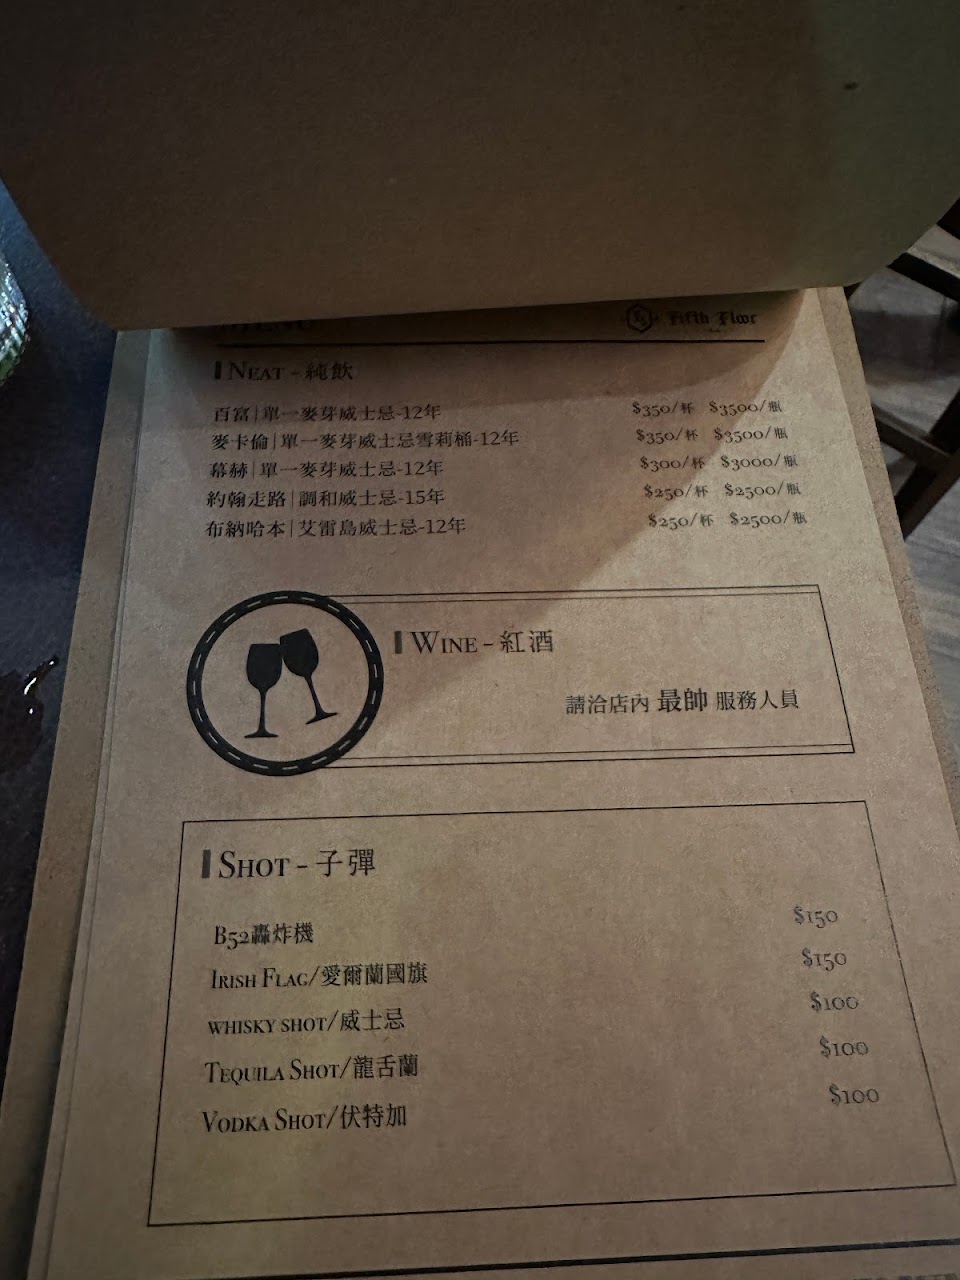 MENU
Fifth Floor
NEAT - 純飲
百富|單一麥芽威士忌-12年 $350/杯 $3500/瓶
麥卡倫|單一麥芽威士忌雪莉桶-12年 $350/杯 $3500/瓶
慕赫|單一麥芽威士忌-12年 $300/杯 $3000/瓶
約翰走路|調和威士忌-15年 $250/杯 $2500/瓶
布納哈本|艾雷島威士忌-12年 $250/杯 $2500/瓶
WINE - 紅酒
請洽店內 最帥 服務人員
SHOT - 子彈
B52轟炸機 $150
IRISH FLAG/愛爾蘭國旗 $150
WHISKY SHOT/威士忌 $100
TEQUILA SHOT/龍舌蘭 $100
VODKA SHOT/伏特加 $100